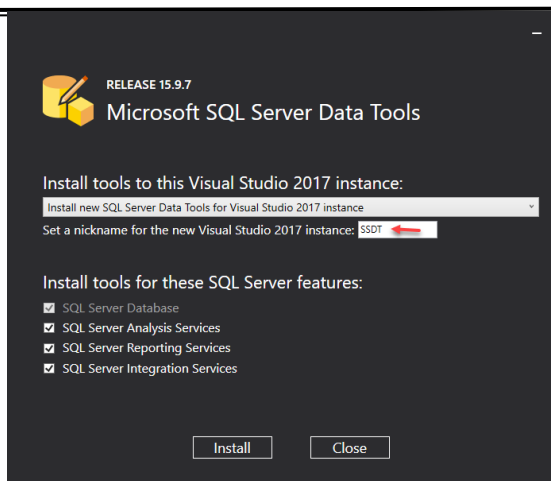 RELEASE 15.9.7
Microsoft SQL Server Data Tools
Install tools to this Visual Studio 2017 instance:
Install new SQL Server Data Tools for Visual Studio 2017 instance
Set a nickname for the new Visual Studio 2017 instance: SSDT
Install tools for these SQL Server features:
SQL Server Database
SQL Server Analysis Services
SQL Server Reporting Services
SQL Server Integration Services
Install Close